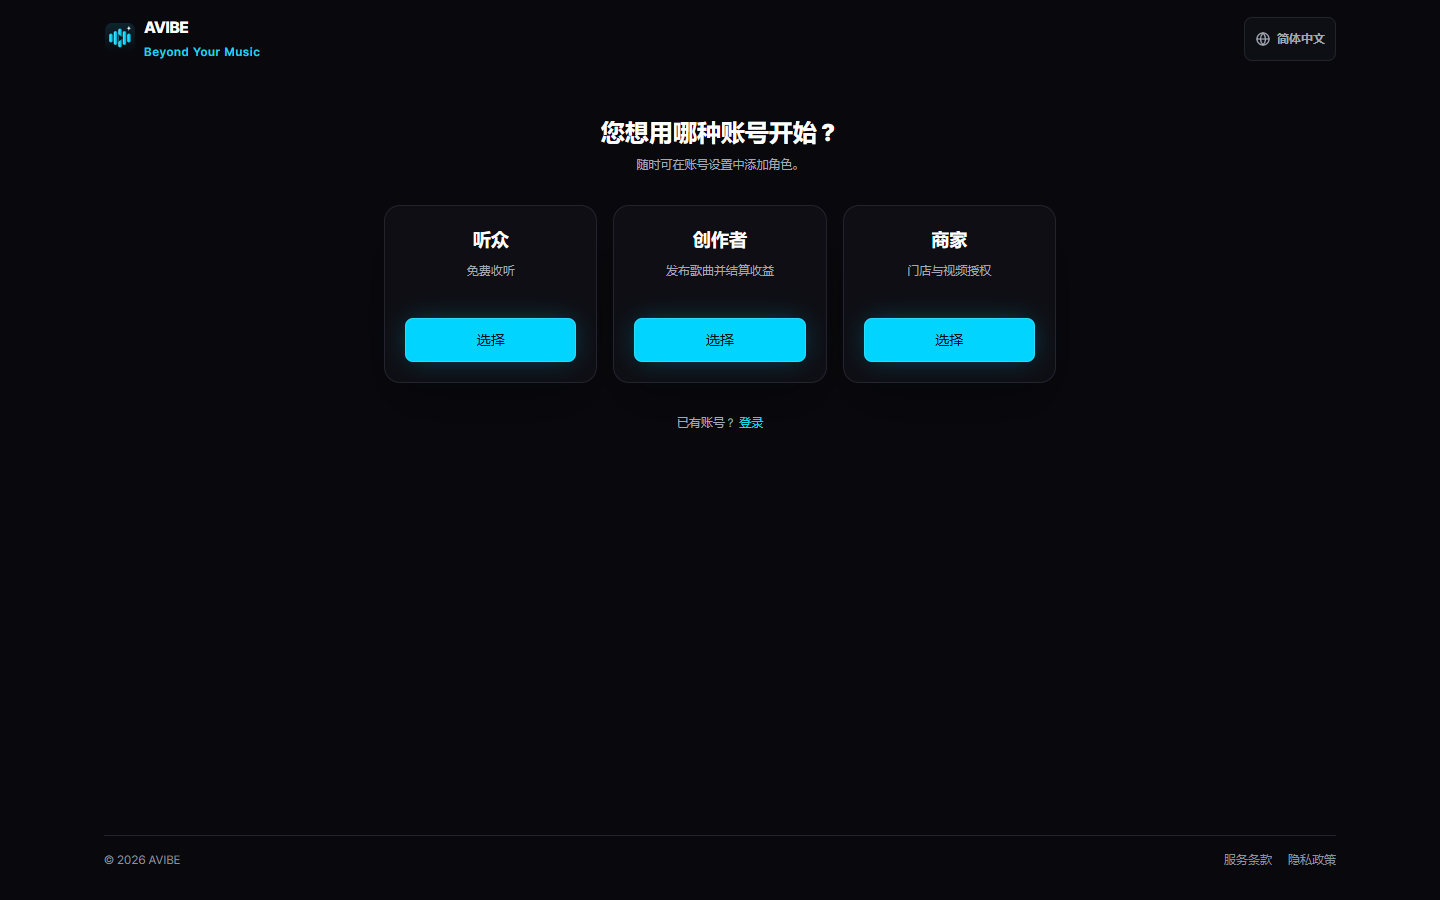 AVIBE
Beyond Your Music
简体中文
您想用哪种账号开始？
随时可在账号设置中添加角色。
听众
免费收听
选择
创作者
发布歌曲并结算收益
选择
商家
门店与视频授权
选择
已有账号？登录
© 2026 AVIBE
服务条款
隐私政策